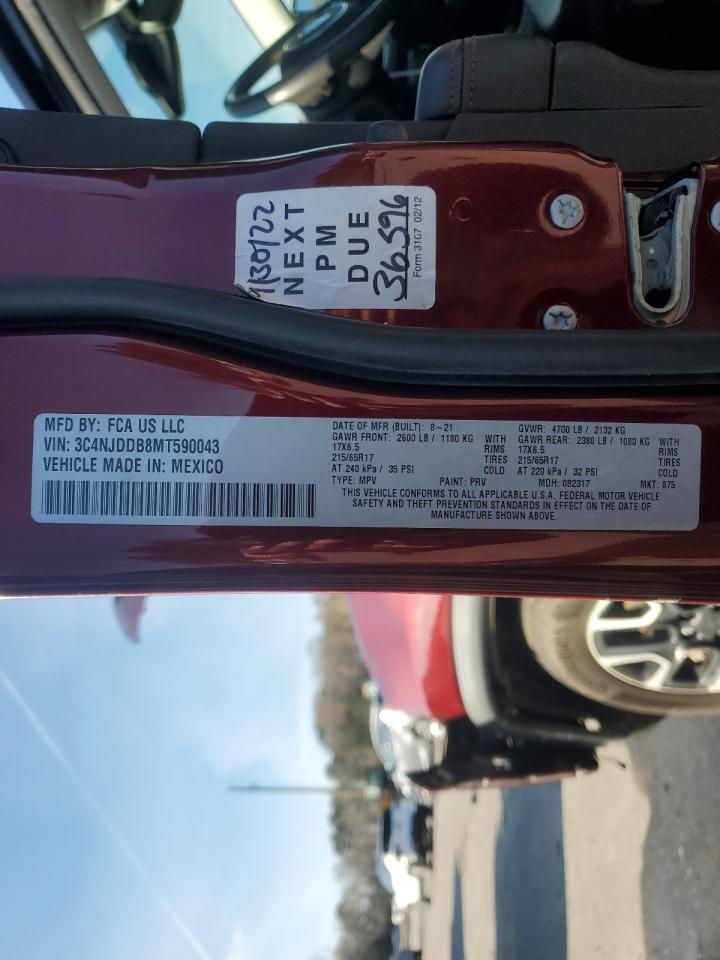 9/30/22
NEXT
PM
DUE
36,596
Form 3107 02/12
MFD BY: FCA US LLC
VIN: 3C4NJDDB8MT590043
VEHICLE MADE IN: MEXICO
DATE OF MFR (BUILT): 8-21
GAWR FRONT: 2600 LB / 1180 KG WITH
17X6.5 RIMS
215/65R17 TIRES
AT 240 kPa / 35 PSI COLD
TYPE: MPV PAINT: PRV
GVWR: 4700 LB / 2132 KG
GAWR REAR: 2380 LB / 1080 KG WITH
17X6.5 RIMS
215/65R17 TIRES
AT 220 kPa / 32 PSI COLD
MDH: 082317 MKT: 875
THIS VEHICLE CONFORMS TO ALL APPLICABLE U.S.A. FEDERAL MOTOR VEHICLE
SAFETY AND THEFT PREVENTION STANDARDS IN EFFECT ON THE DATE OF
MANUFACTURE SHOWN ABOVE.